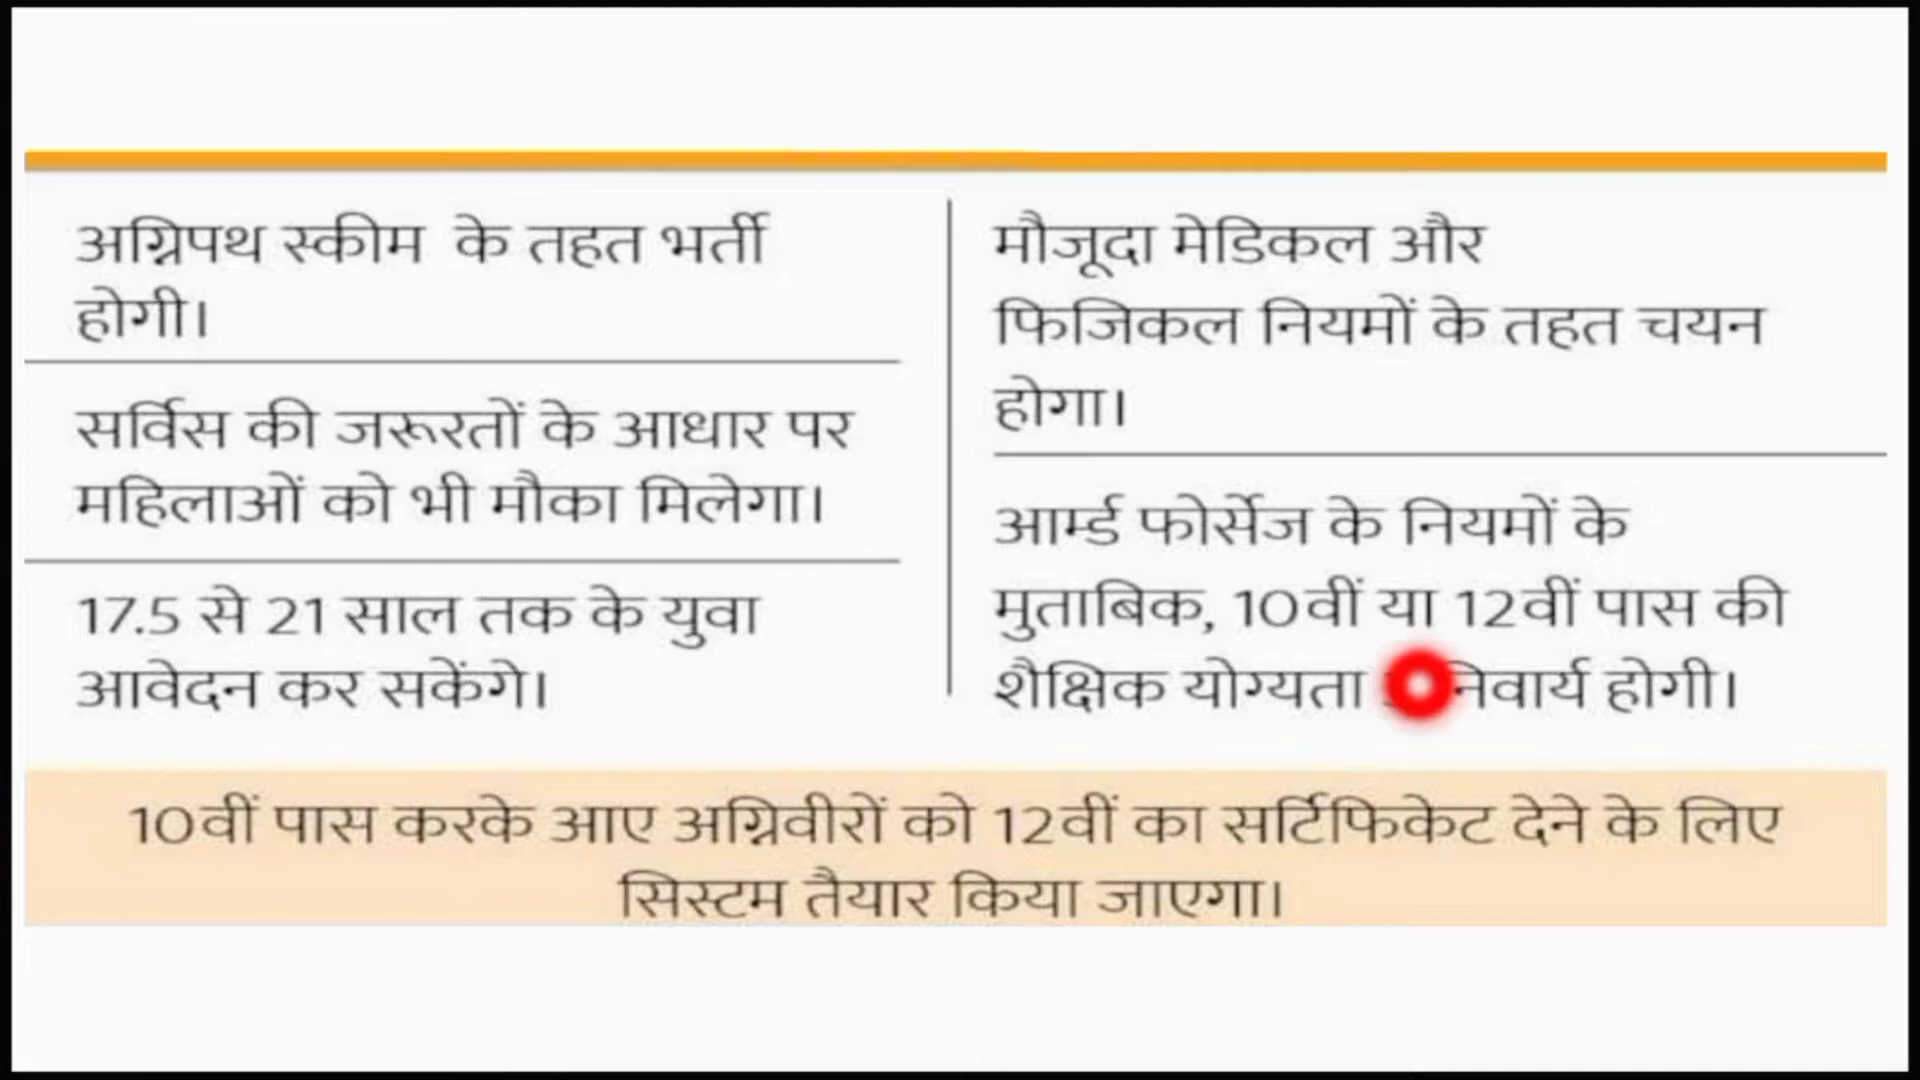 अग्निपथ स्कीम के तहत भर्ती
होगी।
सर्विस की जरूरतों के आधार पर
महिलाओं को भी मौका मिलेगा।
17.5 से 21 साल तक के युवा
आवेदन कर सकेंगे।
मौजूदा मेडिकल और
फिजिकल नियमों के तहत चयन
होगा।
आर्म्ड फोर्सेज के नियमों के
मुताबिक, 10वीं या 12वीं पास की
शैक्षिक योग्यता अनिवार्य होगी।
10वीं पास करके आए अग्निवीरों को 12वीं का सर्टिफिकेट देने के लिए
सिस्टम तैयार किया जाएगा।